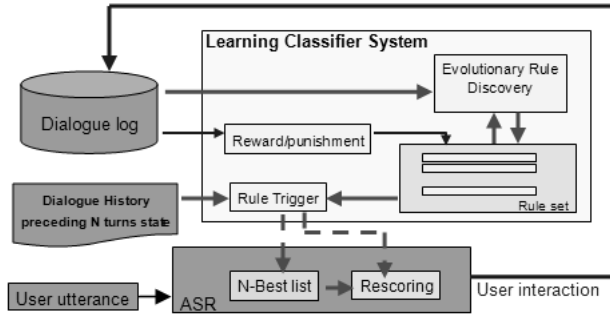 Learning Classifier System
Evolutionary Rule
Discovery
Dialogue log
Reward/punishment
Dialogue History
preceding N turns state
Rule Trigger
Rule set
N-Best list
Rescoring
User utterance
ASR
User interaction